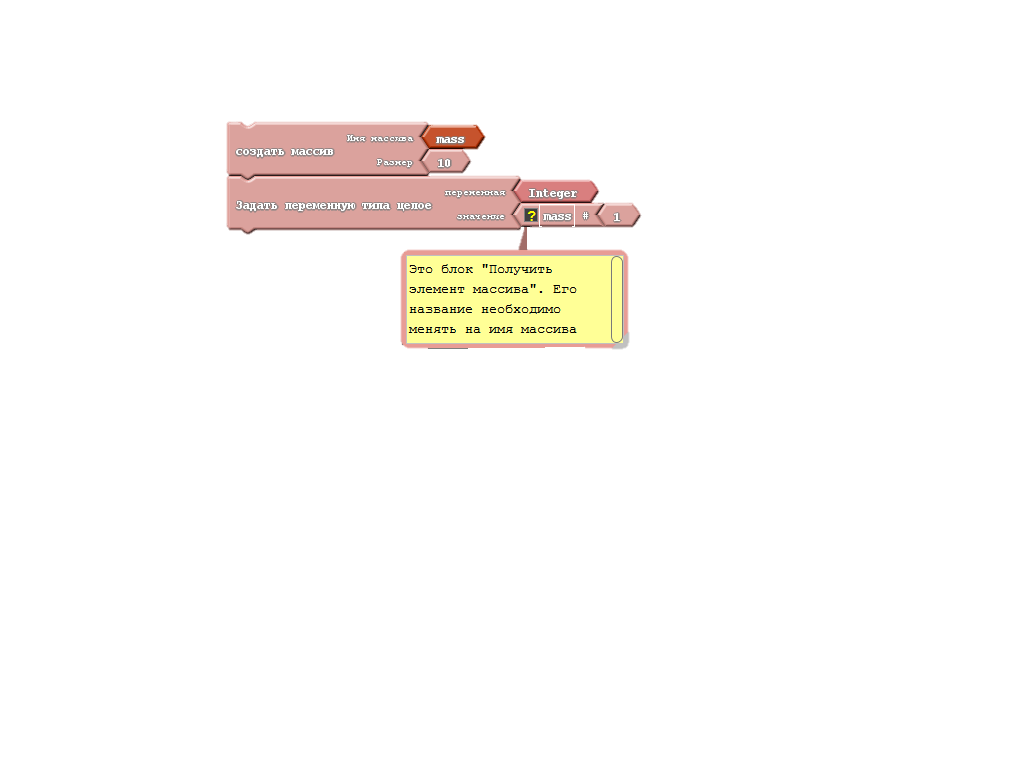 создать массив
Имя массива
mass
Размер
10
Задать переменную типа целое
переменная
Integer
значение
? mass # 1
Это блок "Получить
элемент массива". Его
название необходимо
менять на имя массива